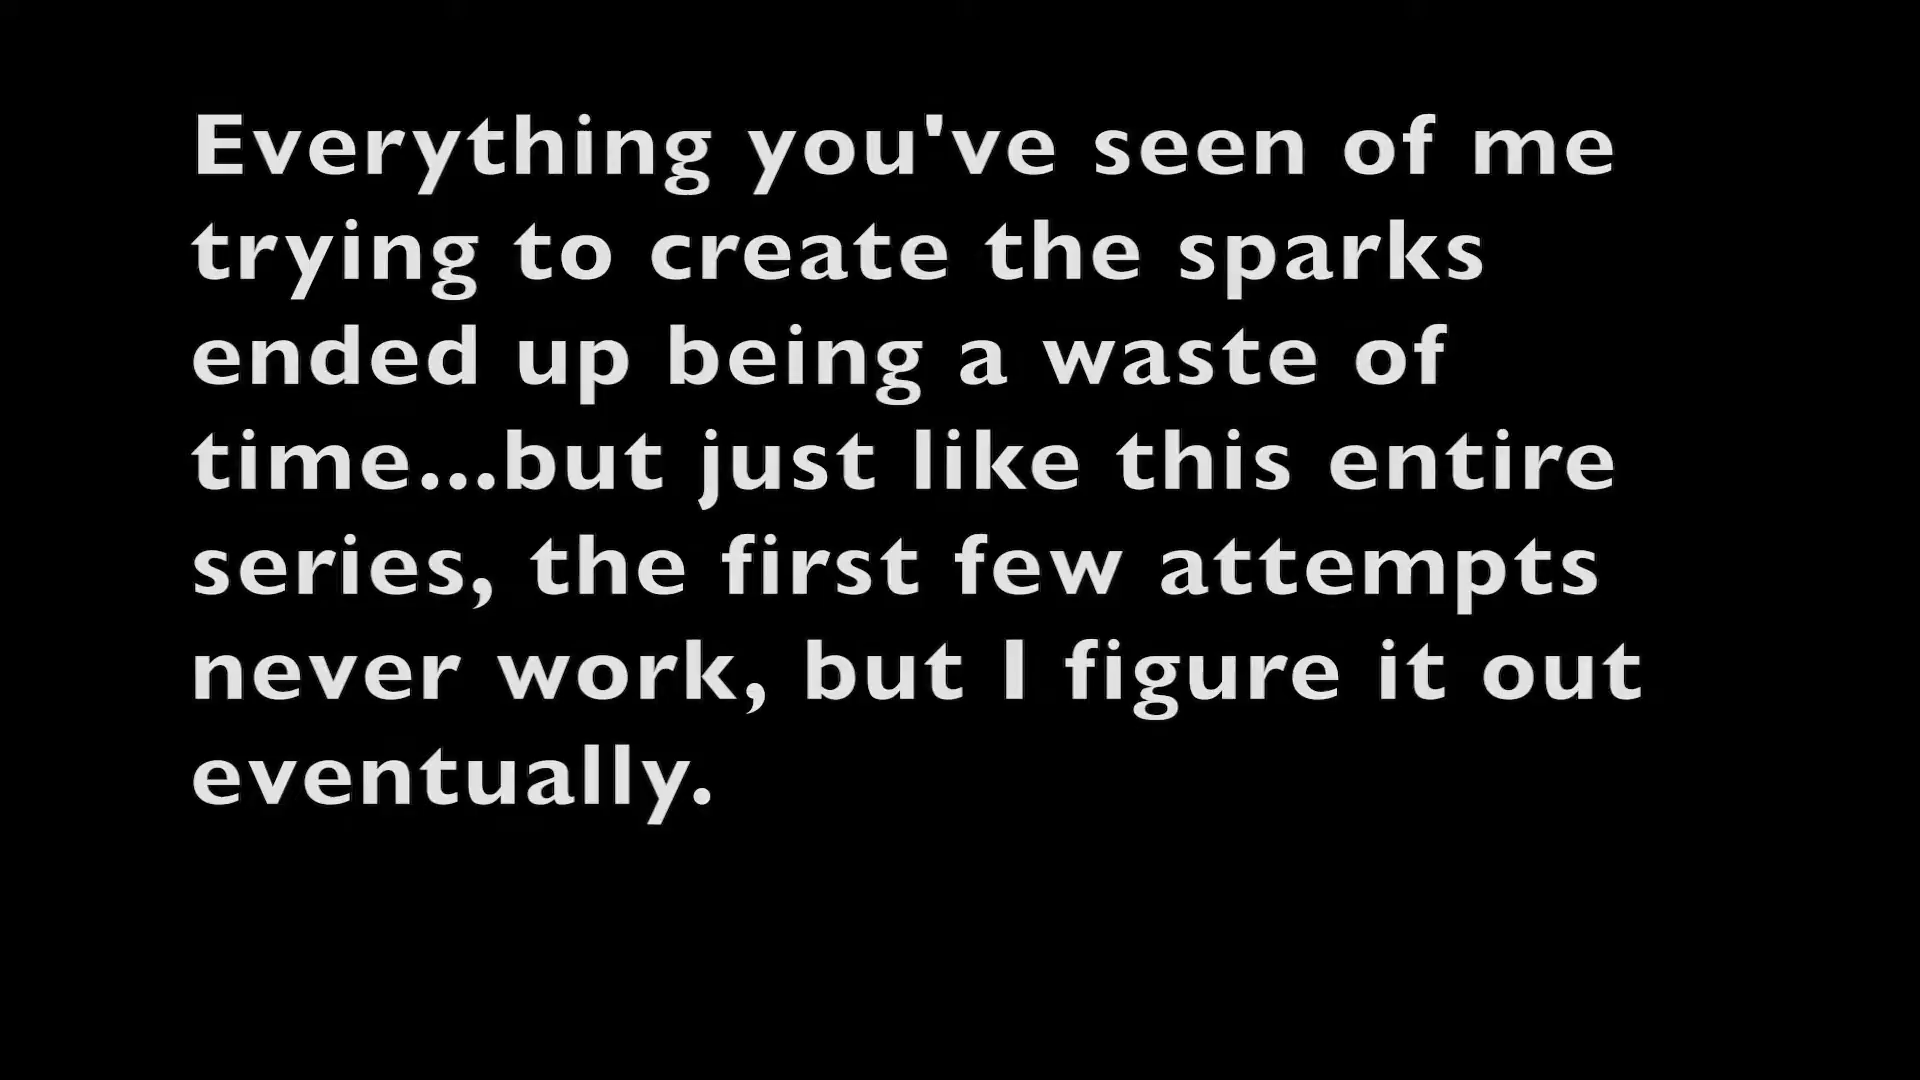 Everything you've seen of me
trying to create the sparks
ended up being a waste of
time...but just like this entire
series, the first few attempts
never work, but I figure it out
eventually.